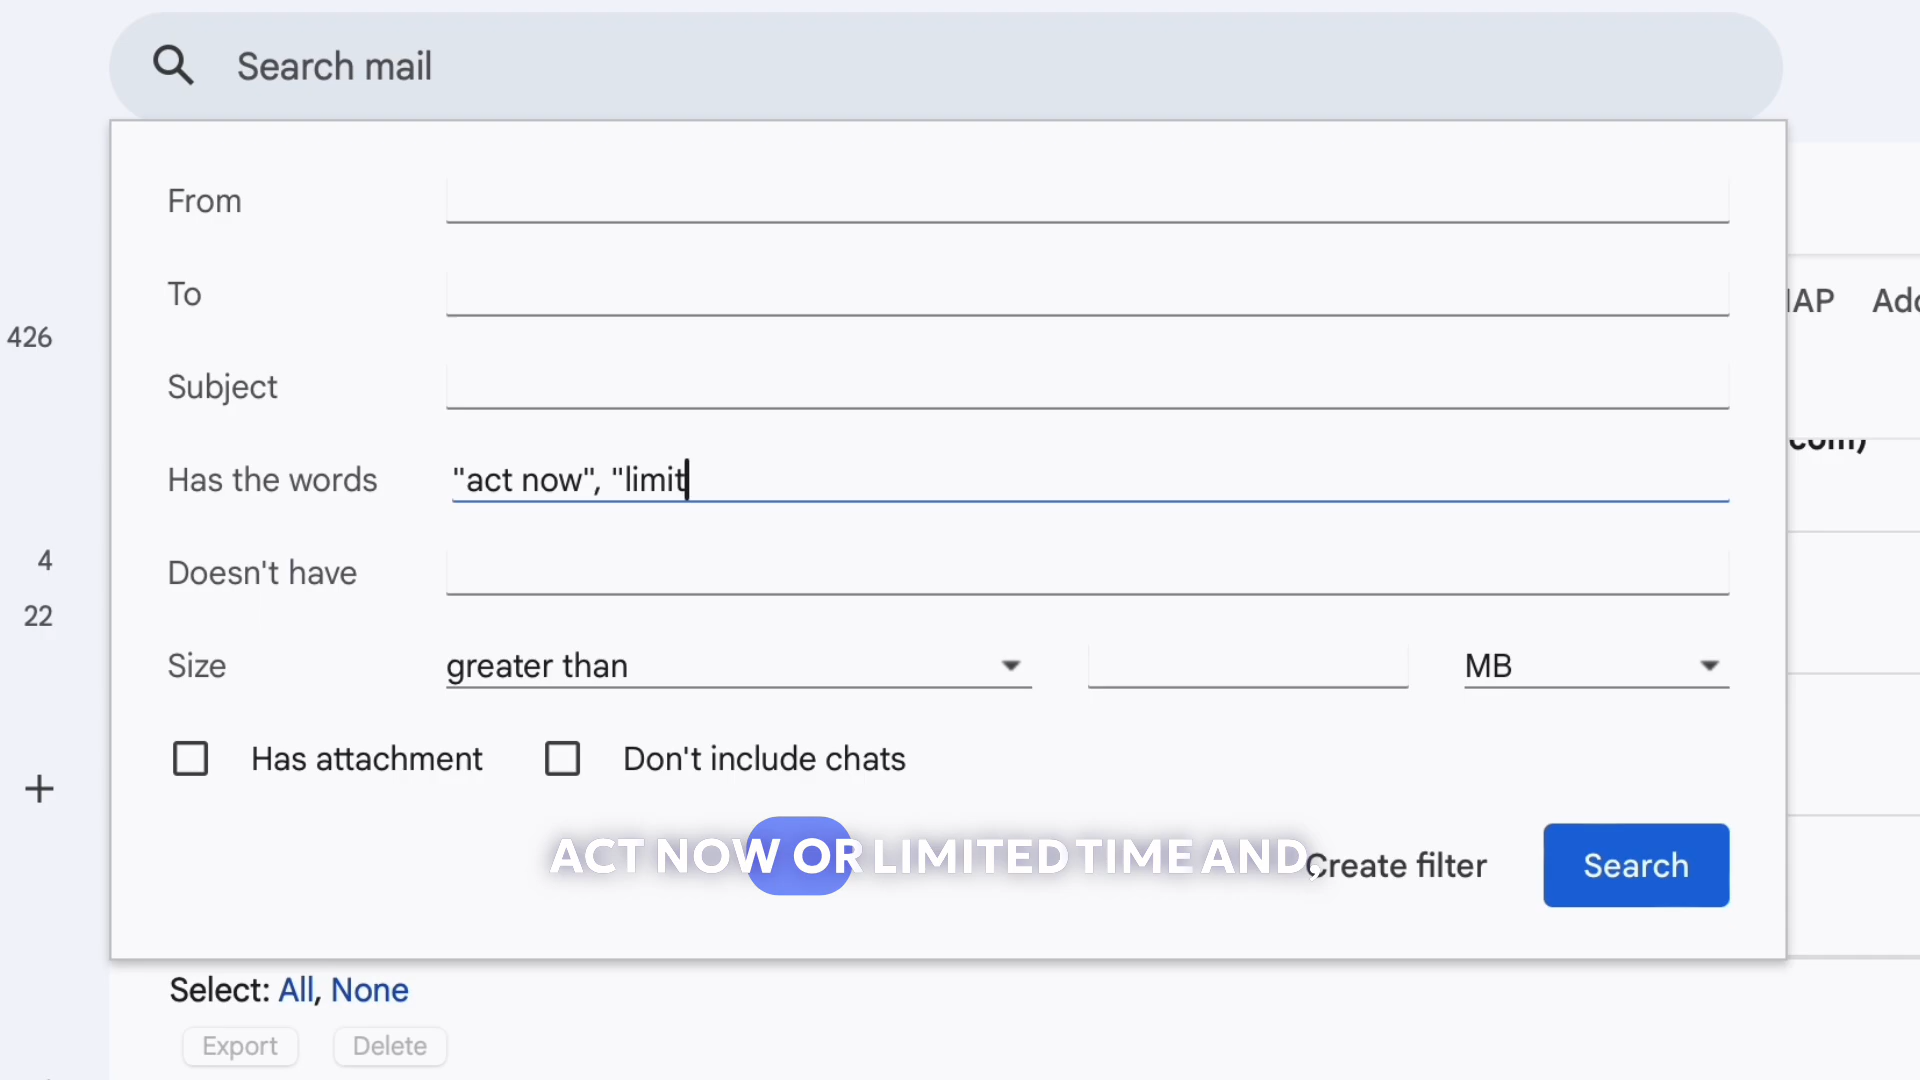 Search mail
From
To
426
IAP Add
Subject
com)
Has the words "act now", "limit
4
Doesn't have
22
Size greater than MB
Has attachment Don't include chats
ACT NOW OR LIMITED TIME AND,
Create filter Search
Select: All, None
Export Delete